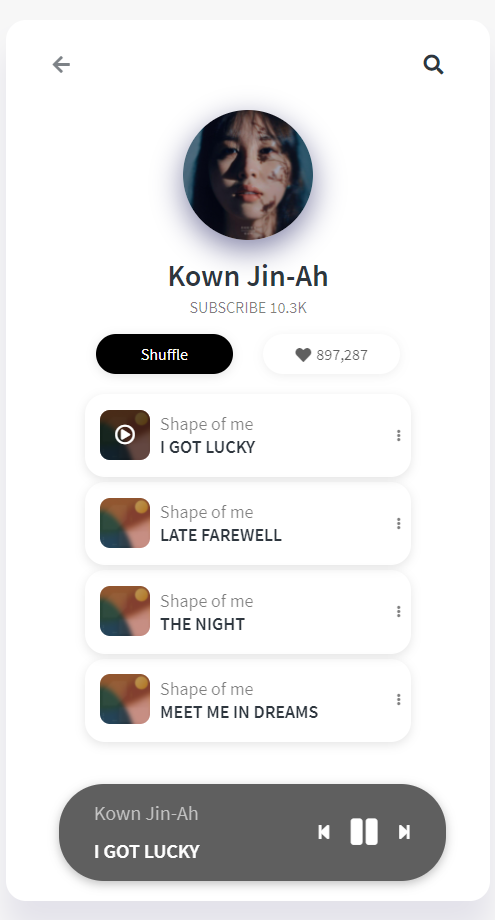 Kown Jin-Ah
SUBSCRIBE 10.3K
Shuffle
897,287
Shape of me
I GOT LUCKY
Shape of me
LATE FAREWELL
Shape of me
THE NIGHT
Shape of me
MEET ME IN DREAMS
Kown Jin-Ah
I GOT LUCKY